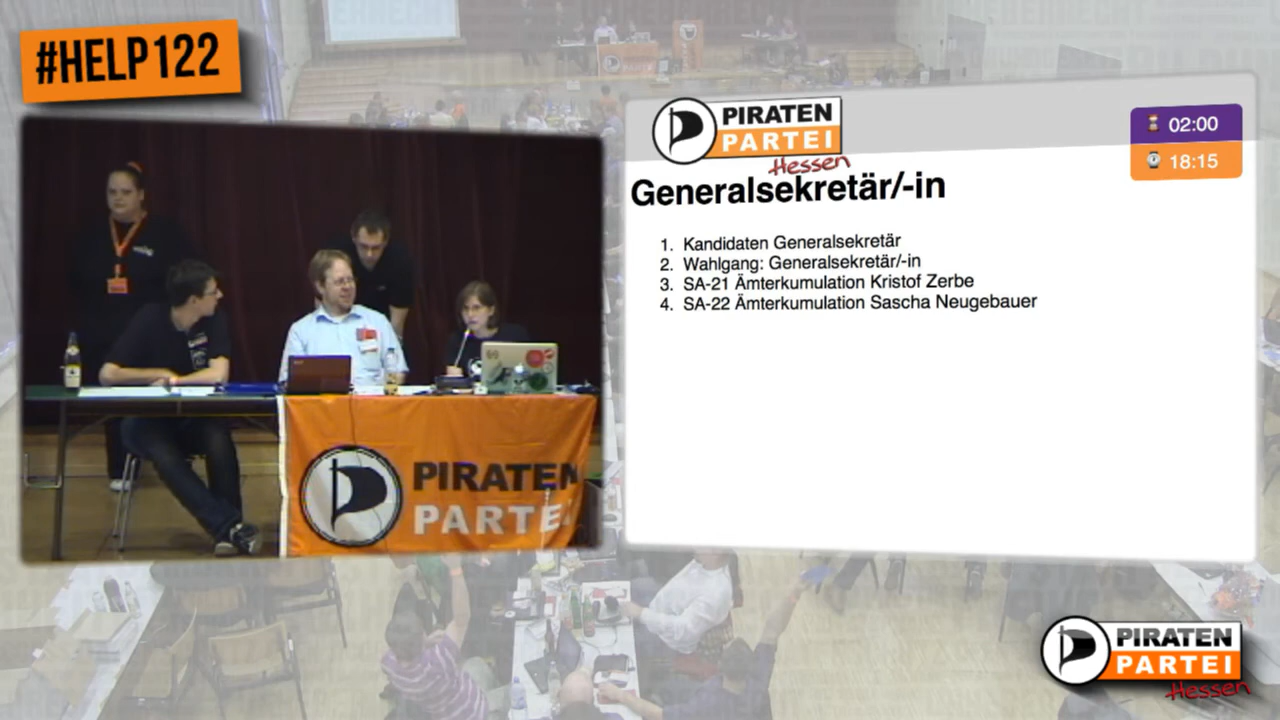 #HELP122
PIRATEN
PARTEI
Hessen
02:00
18:15
Generalsekretär/-in
1. Kandidaten Generalsekretär
2. Wahlgang: Generalsekretär/-in
3. SA-21 Ämterkumulation Kristof Zerbe
4. SA-22 Ämterkumulation Sascha Neugebauer
PIRATEN
PARTEI
PIRATEN
PARTEI
Hessen